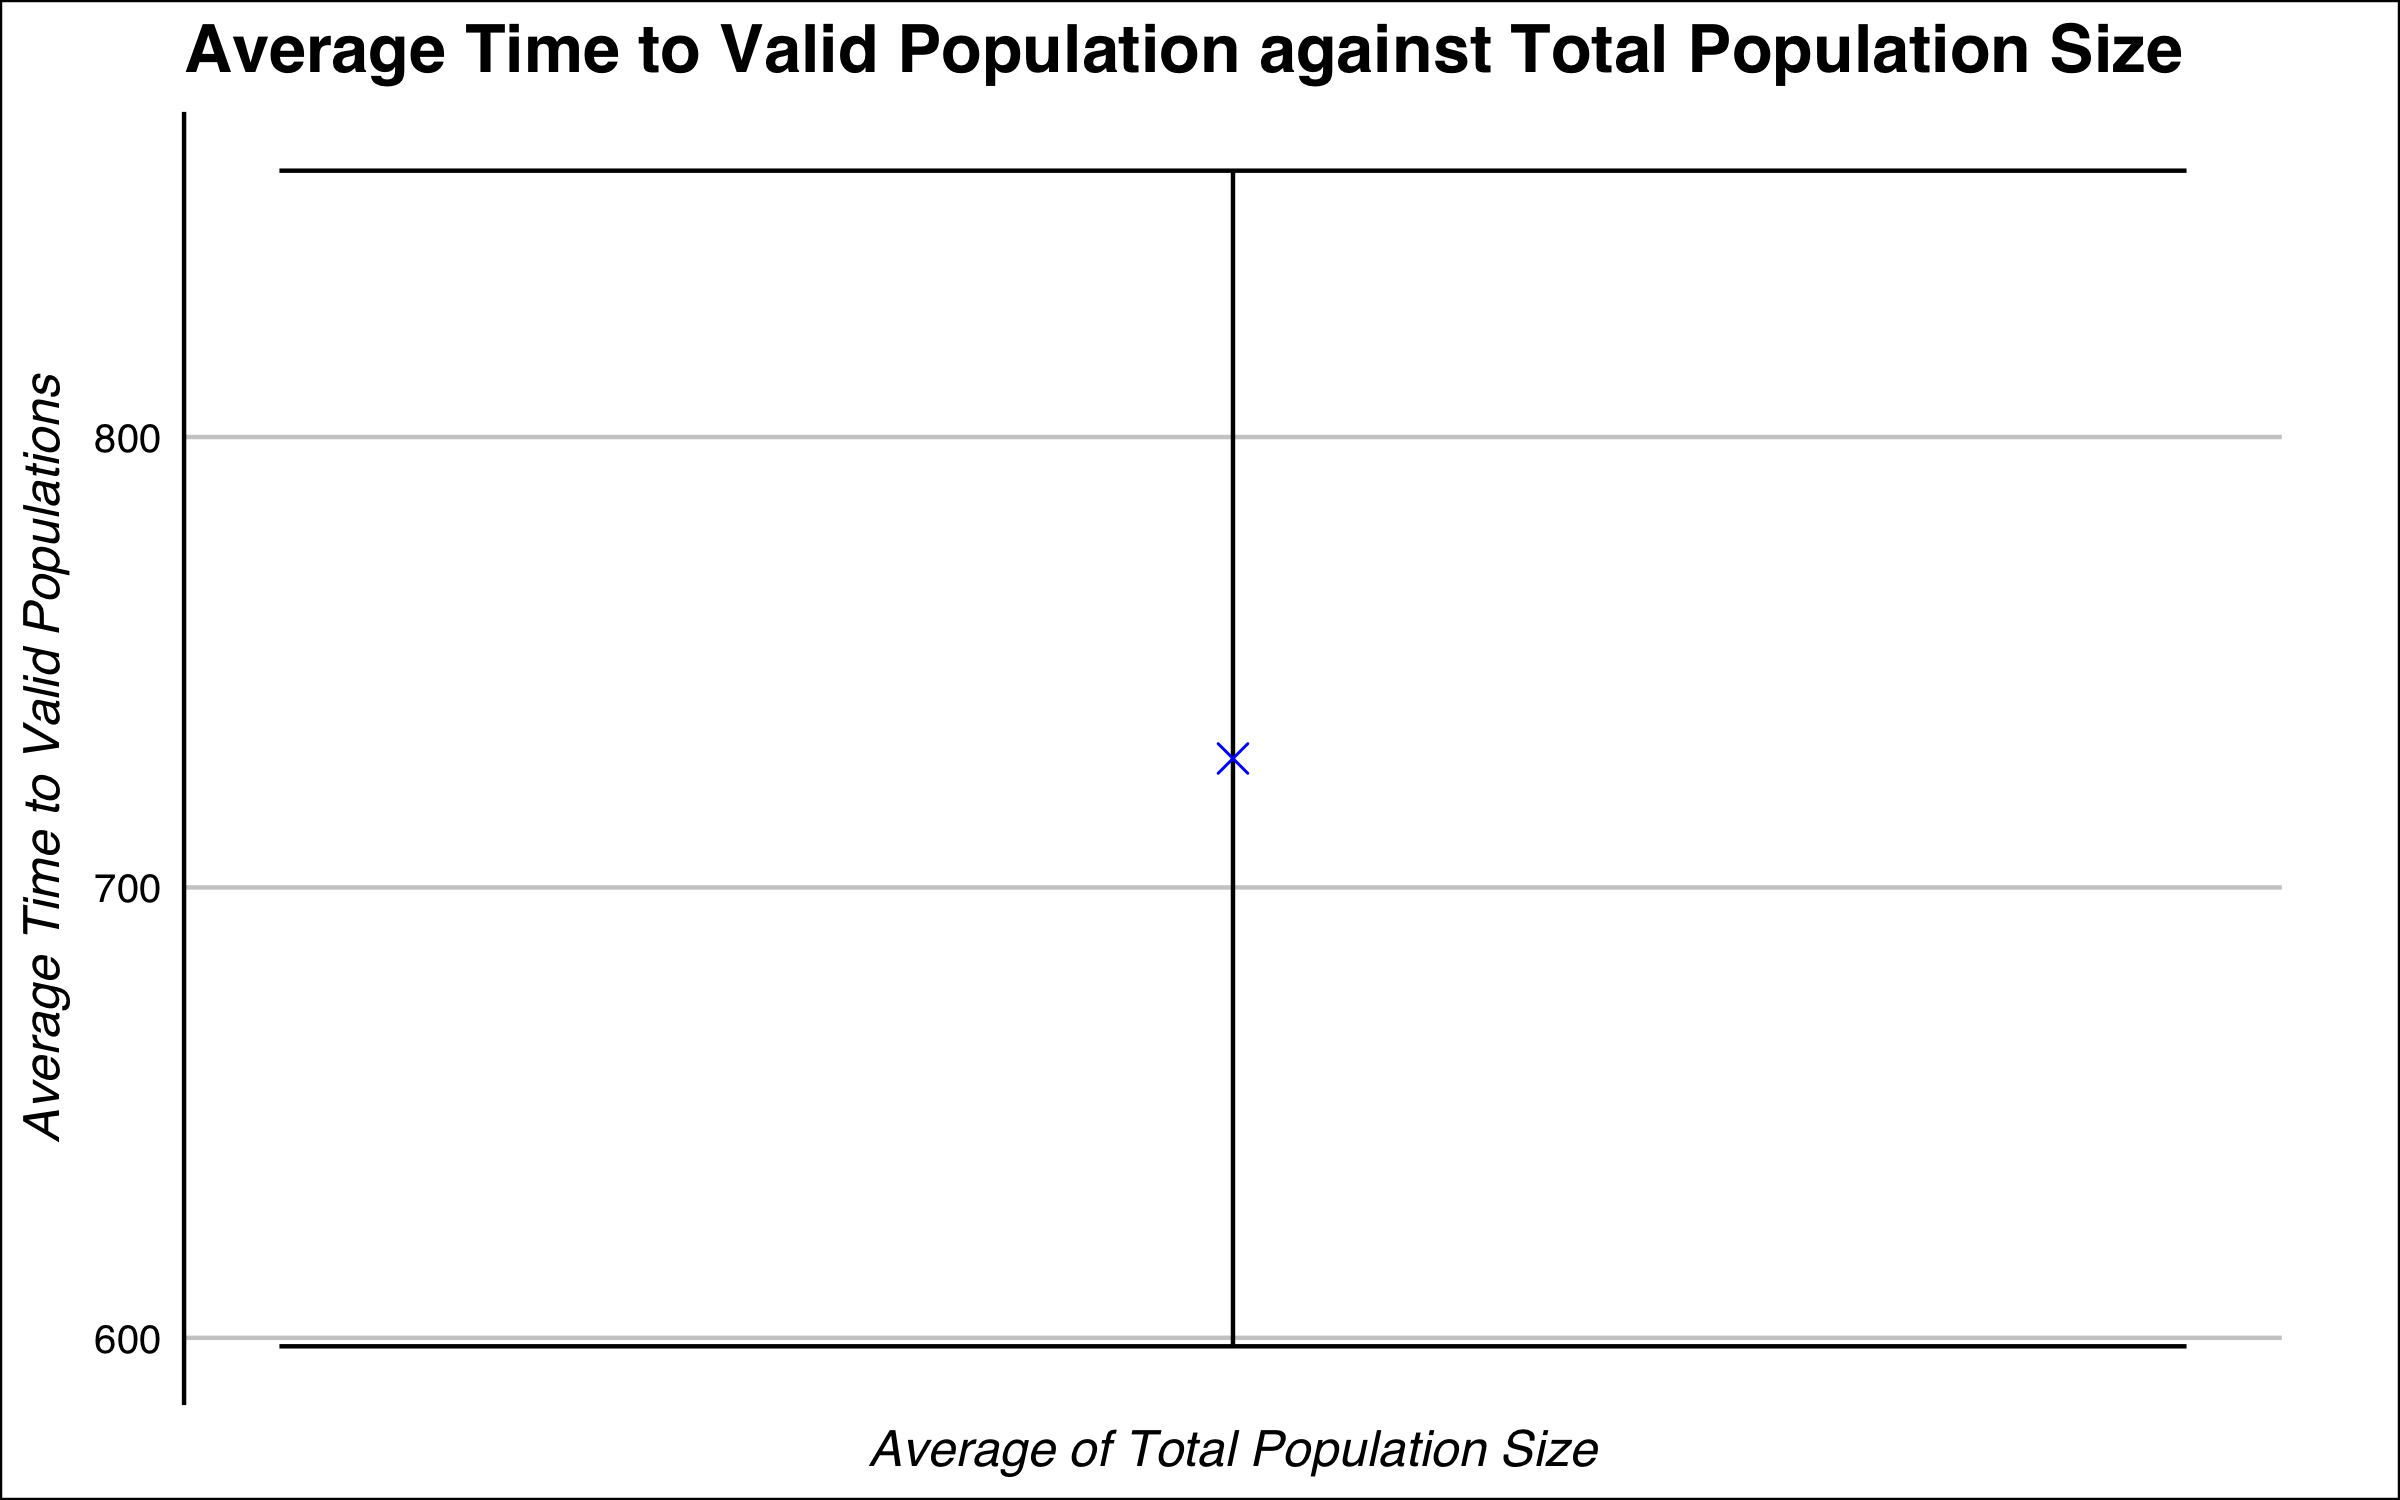 Average Time to Valid Population against Total Population Size
Average Time to Valid Populations
800
700
600
Average of Total Population Size